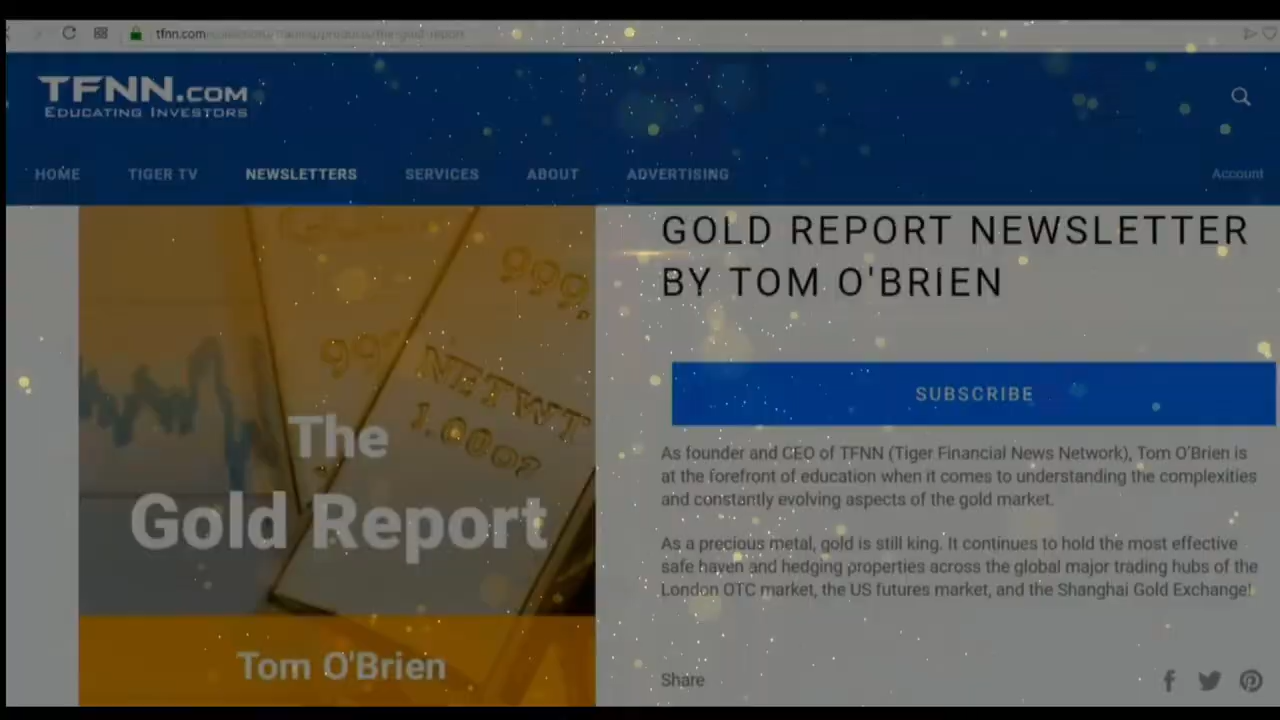 tfnn.com
TFNN.COM
EDUCATING INVESTORS
HOME TIGER TV NEWSLETTERS SERVICES ABOUT ADVERTISING Account
GOLD REPORT NEWSLETTER
BY TOM O'BRIEN
SUBSCRIBE
As founder and CEO of TFNN (Tiger Financial News Network), Tom O'Brien is
at the forefront of education when it comes to understanding the complexities
and constantly evolving aspects of the gold market.
As a precious metal, gold is still king. It continues to hold the most effective
safe haven and hedging properties across the global major trading hubs of the
London OTC market, the US futures market, and the Shanghai Gold Exchange!
Share
999,
NET WT
The
Gold Report
Tom O'Brien